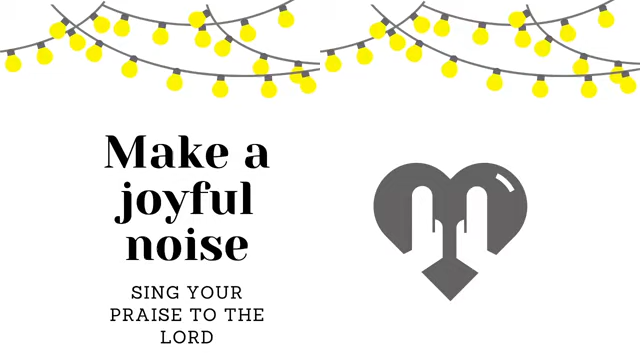 Make a
joyful
noise
SING YOUR
PRAISE TO THE
LORD